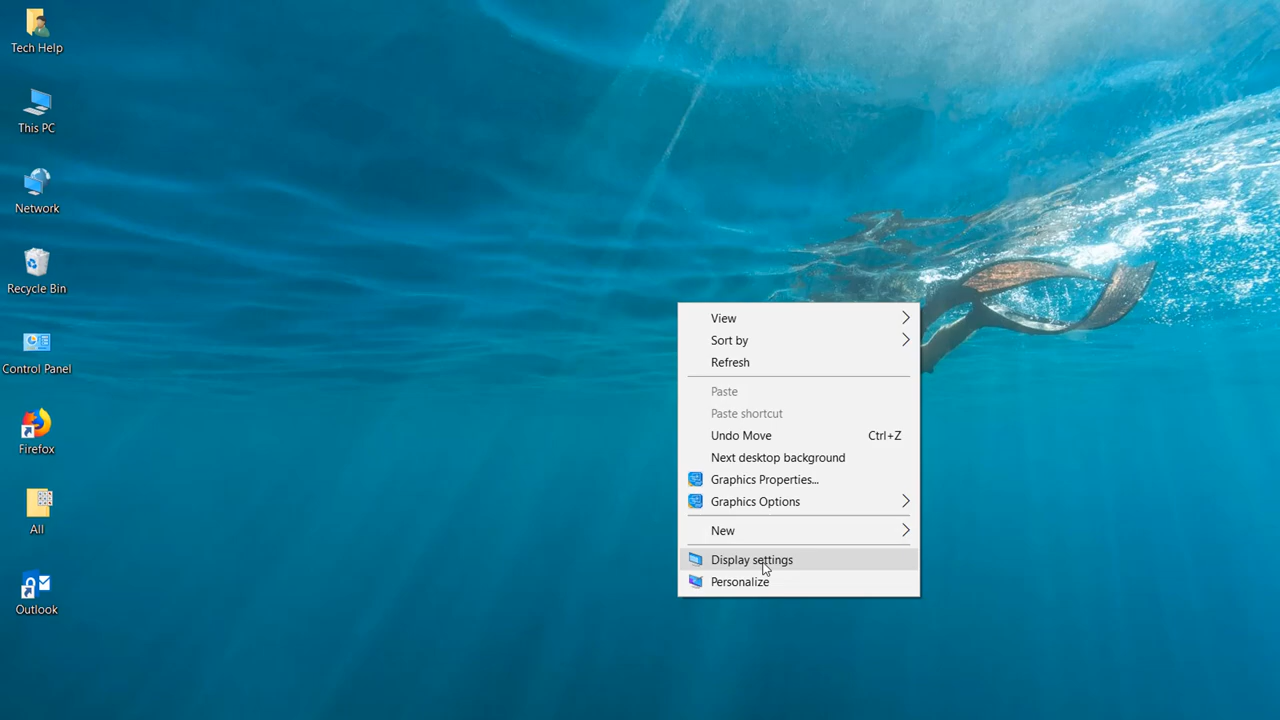 Tech Help
This PC
Network
Recycle Bin
Control Panel
Firefox
All
Outlook
View
Sort by
Refresh
Paste
Paste shortcut
Undo Move Ctrl+Z
Next desktop background
Graphics Properties...
Graphics Options
New
Display settings
Personalize